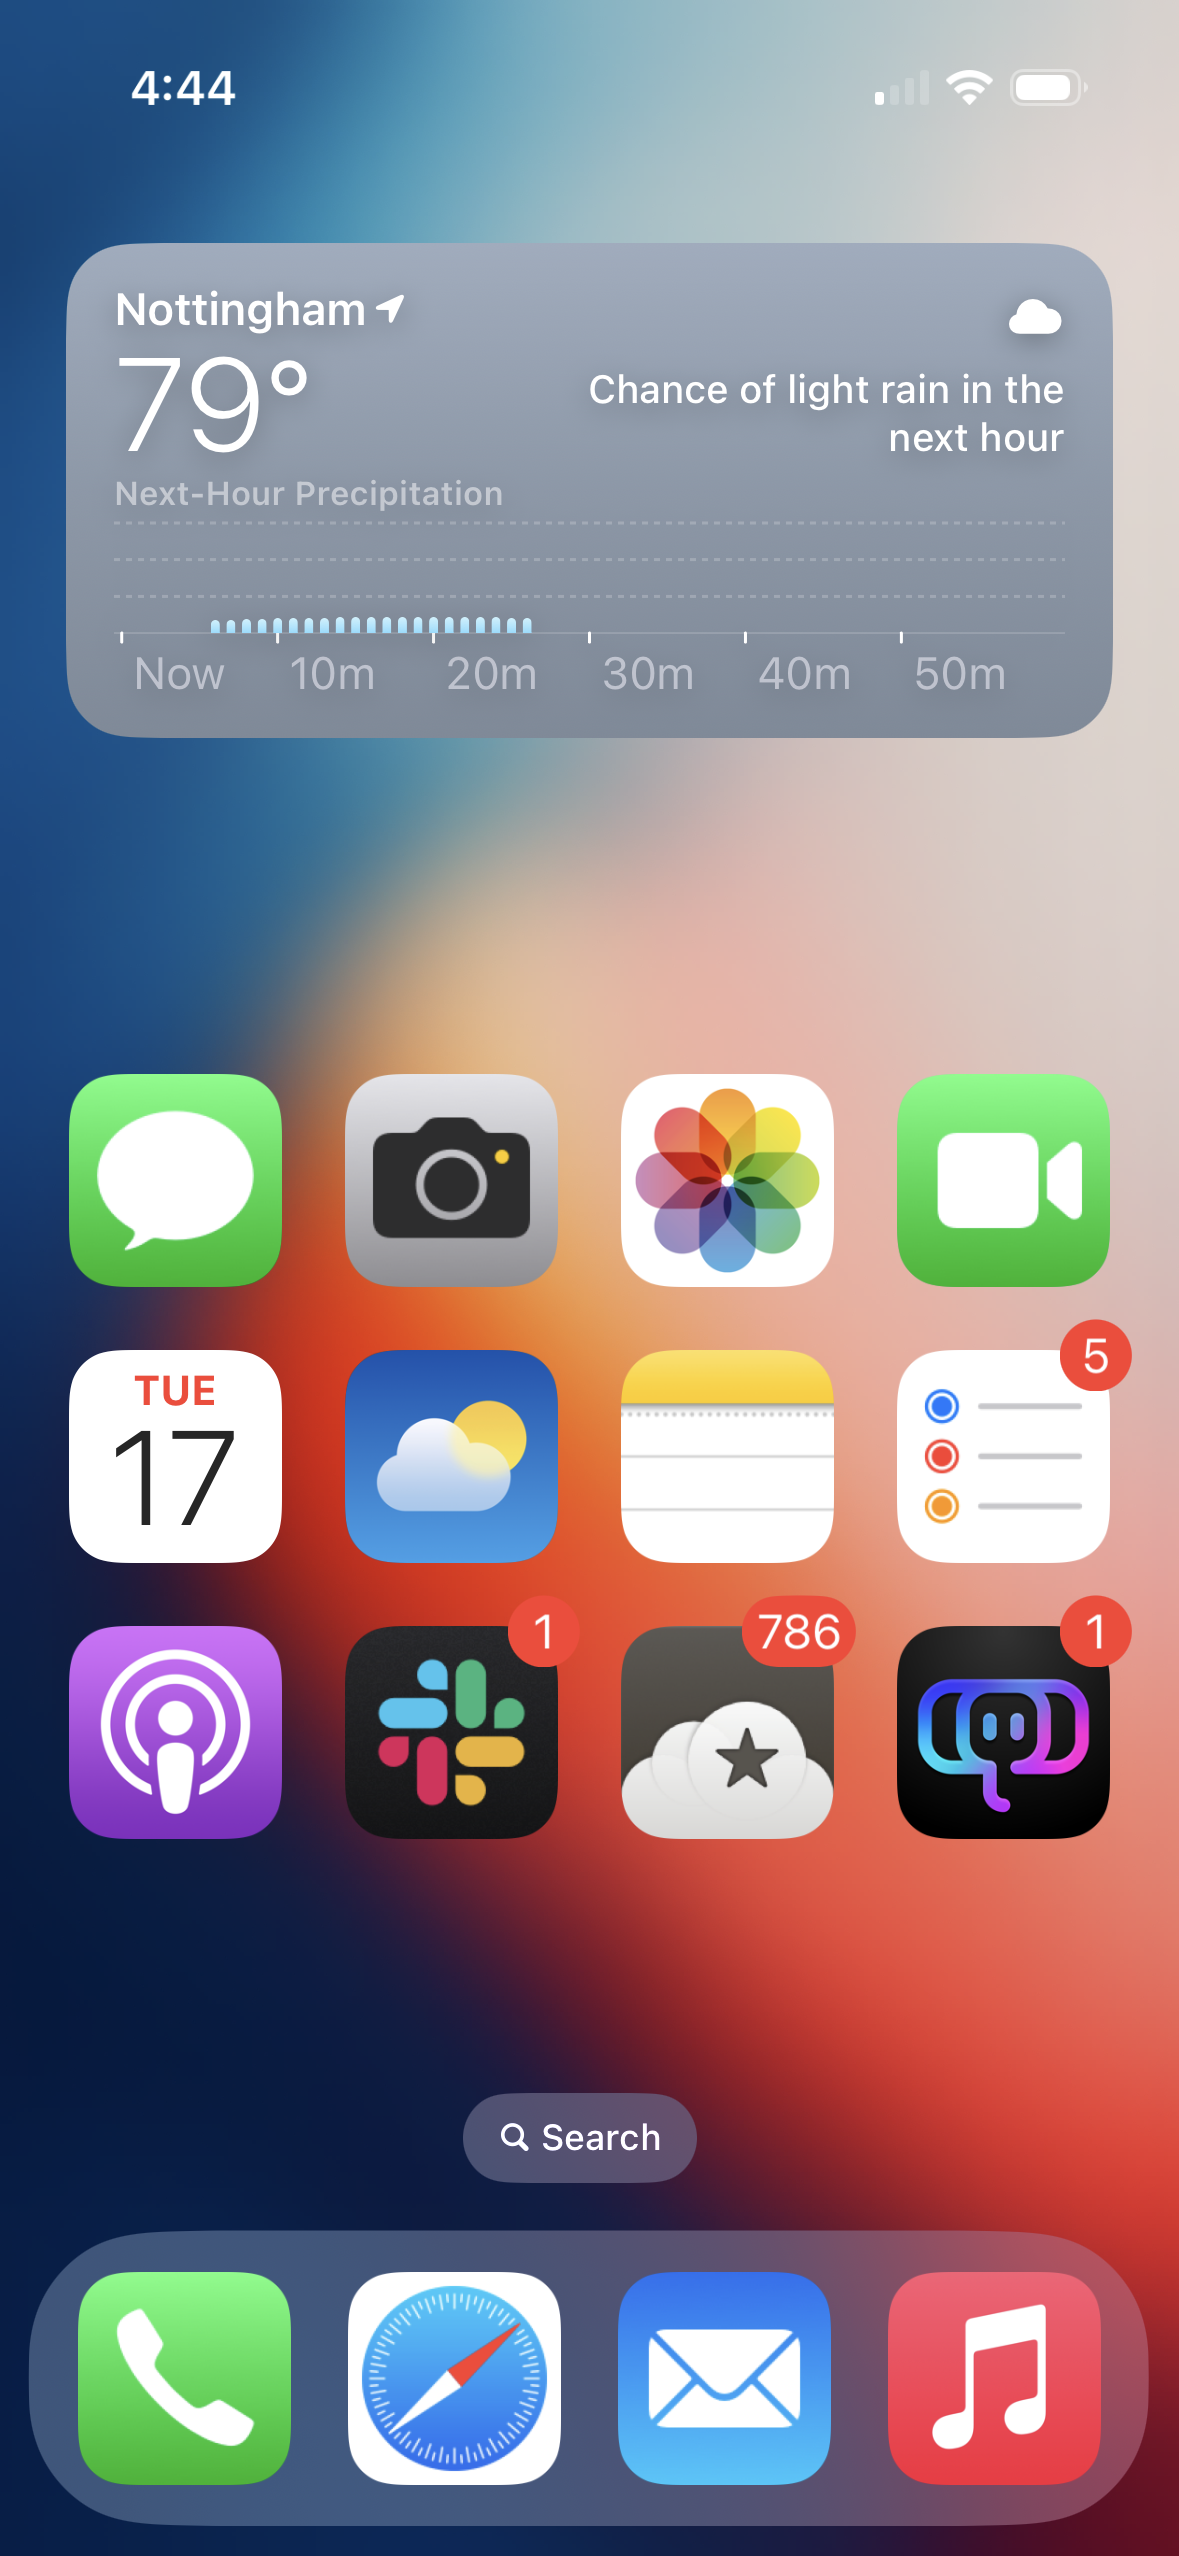 4:44
Nottingham
79°
Chance of light rain in the
next hour
Next-Hour Precipitation
Now 10m 20m 30m 40m 50m
5
TUE
17
1 786 1
Search